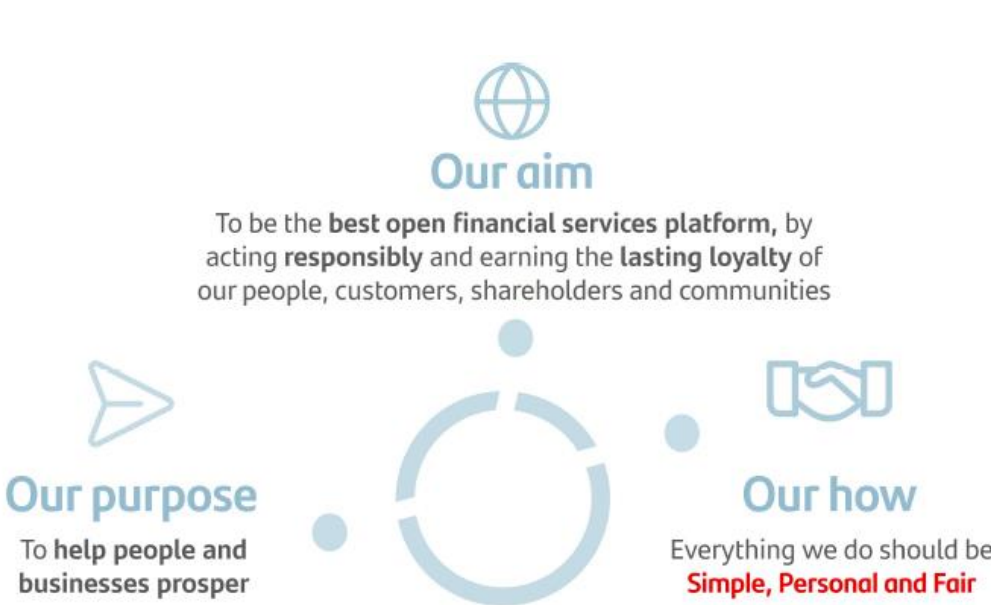 Our aim
To be the best open financial services platform, by
acting responsibly and earning the lasting loyalty of
our people, customers, shareholders and communities
Our purpose
To help people and
businesses prosper
Our how
Everything we do should be
Simple, Personal and Fair